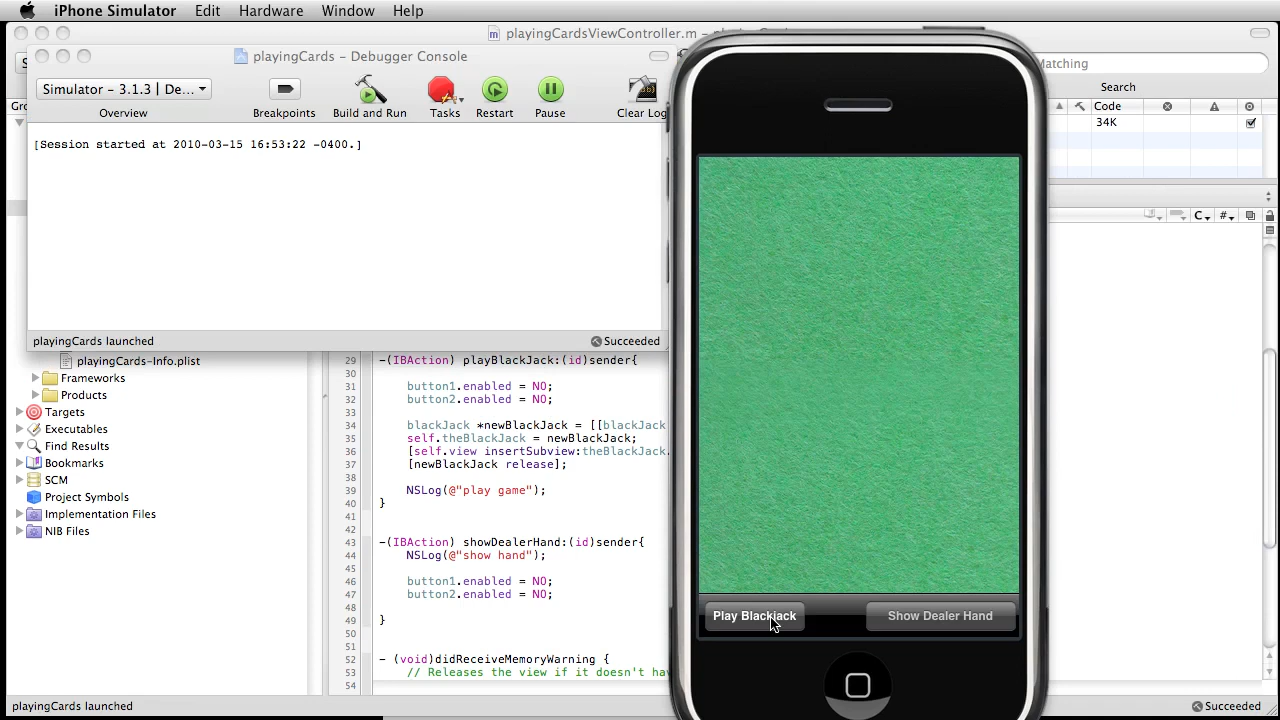 iPhone Simulator Edit Hardware Window Help
playingCardsViewController.m
playingCards – Debugger Console
Matching
Simulator - 3.1.3 | De...
Search
Overview Breakpoints Build and Run Tasks Restart Pause Clear Log
Code
34K
[Session started at 2010-03-15 16:53:22 -0400.]
playingCards launched Succeeded
C #
playingCards-Info.plist
Frameworks
Products
Targets
Executables
Find Results
Bookmarks
SCM
Project Symbols
Implementation Files
NIB Files
29 -(IBAction) playBlackJack:(id)sender{
30
31 button1.enabled = NO;
32 button2.enabled = NO;
33
34 blackJack *newBlackJack = [[blackJack
35 self.theBlackJack = newBlackJack;
36 [self.view insertSubview:theBlackJack.
37 [newBlackJack release];
38
39 NSLog(@"play game");
40 }
41
42
43 -(IBAction) showDealerHand:(id)sender{
44 NSLog(@"show hand");
45
46 button1.enabled = NO;
47 button2.enabled = NO;
48
49 }
50
51
52 - (void)didReceiveMemoryWarning {
53 // Releases the view if it doesn't ha
54
Play Blackjack Show Dealer Hand
playingCards launched Succeeded